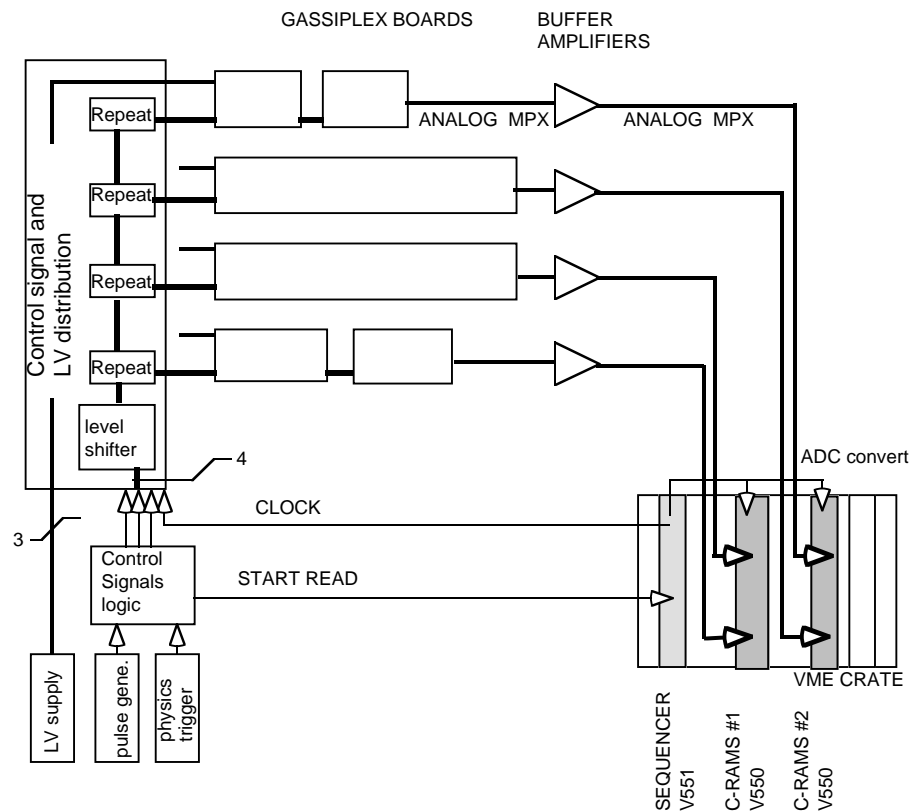 GASSIPLEX BOARDS
BUFFER
AMPLIFIERS
Control signal and
LV distribution
Repeat
ANALOG MPX
ANALOG MPX
Repeat
Repeat
Repeat
level
shifter
4
ADC convert
3
CLOCK
Control
Signals
logic
START READ
LV supply
pulse gene.
physics
trigger
VME CRATE
SEQUENCER
V551
C-RAMS #1
V550
C-RAMS #2
V550